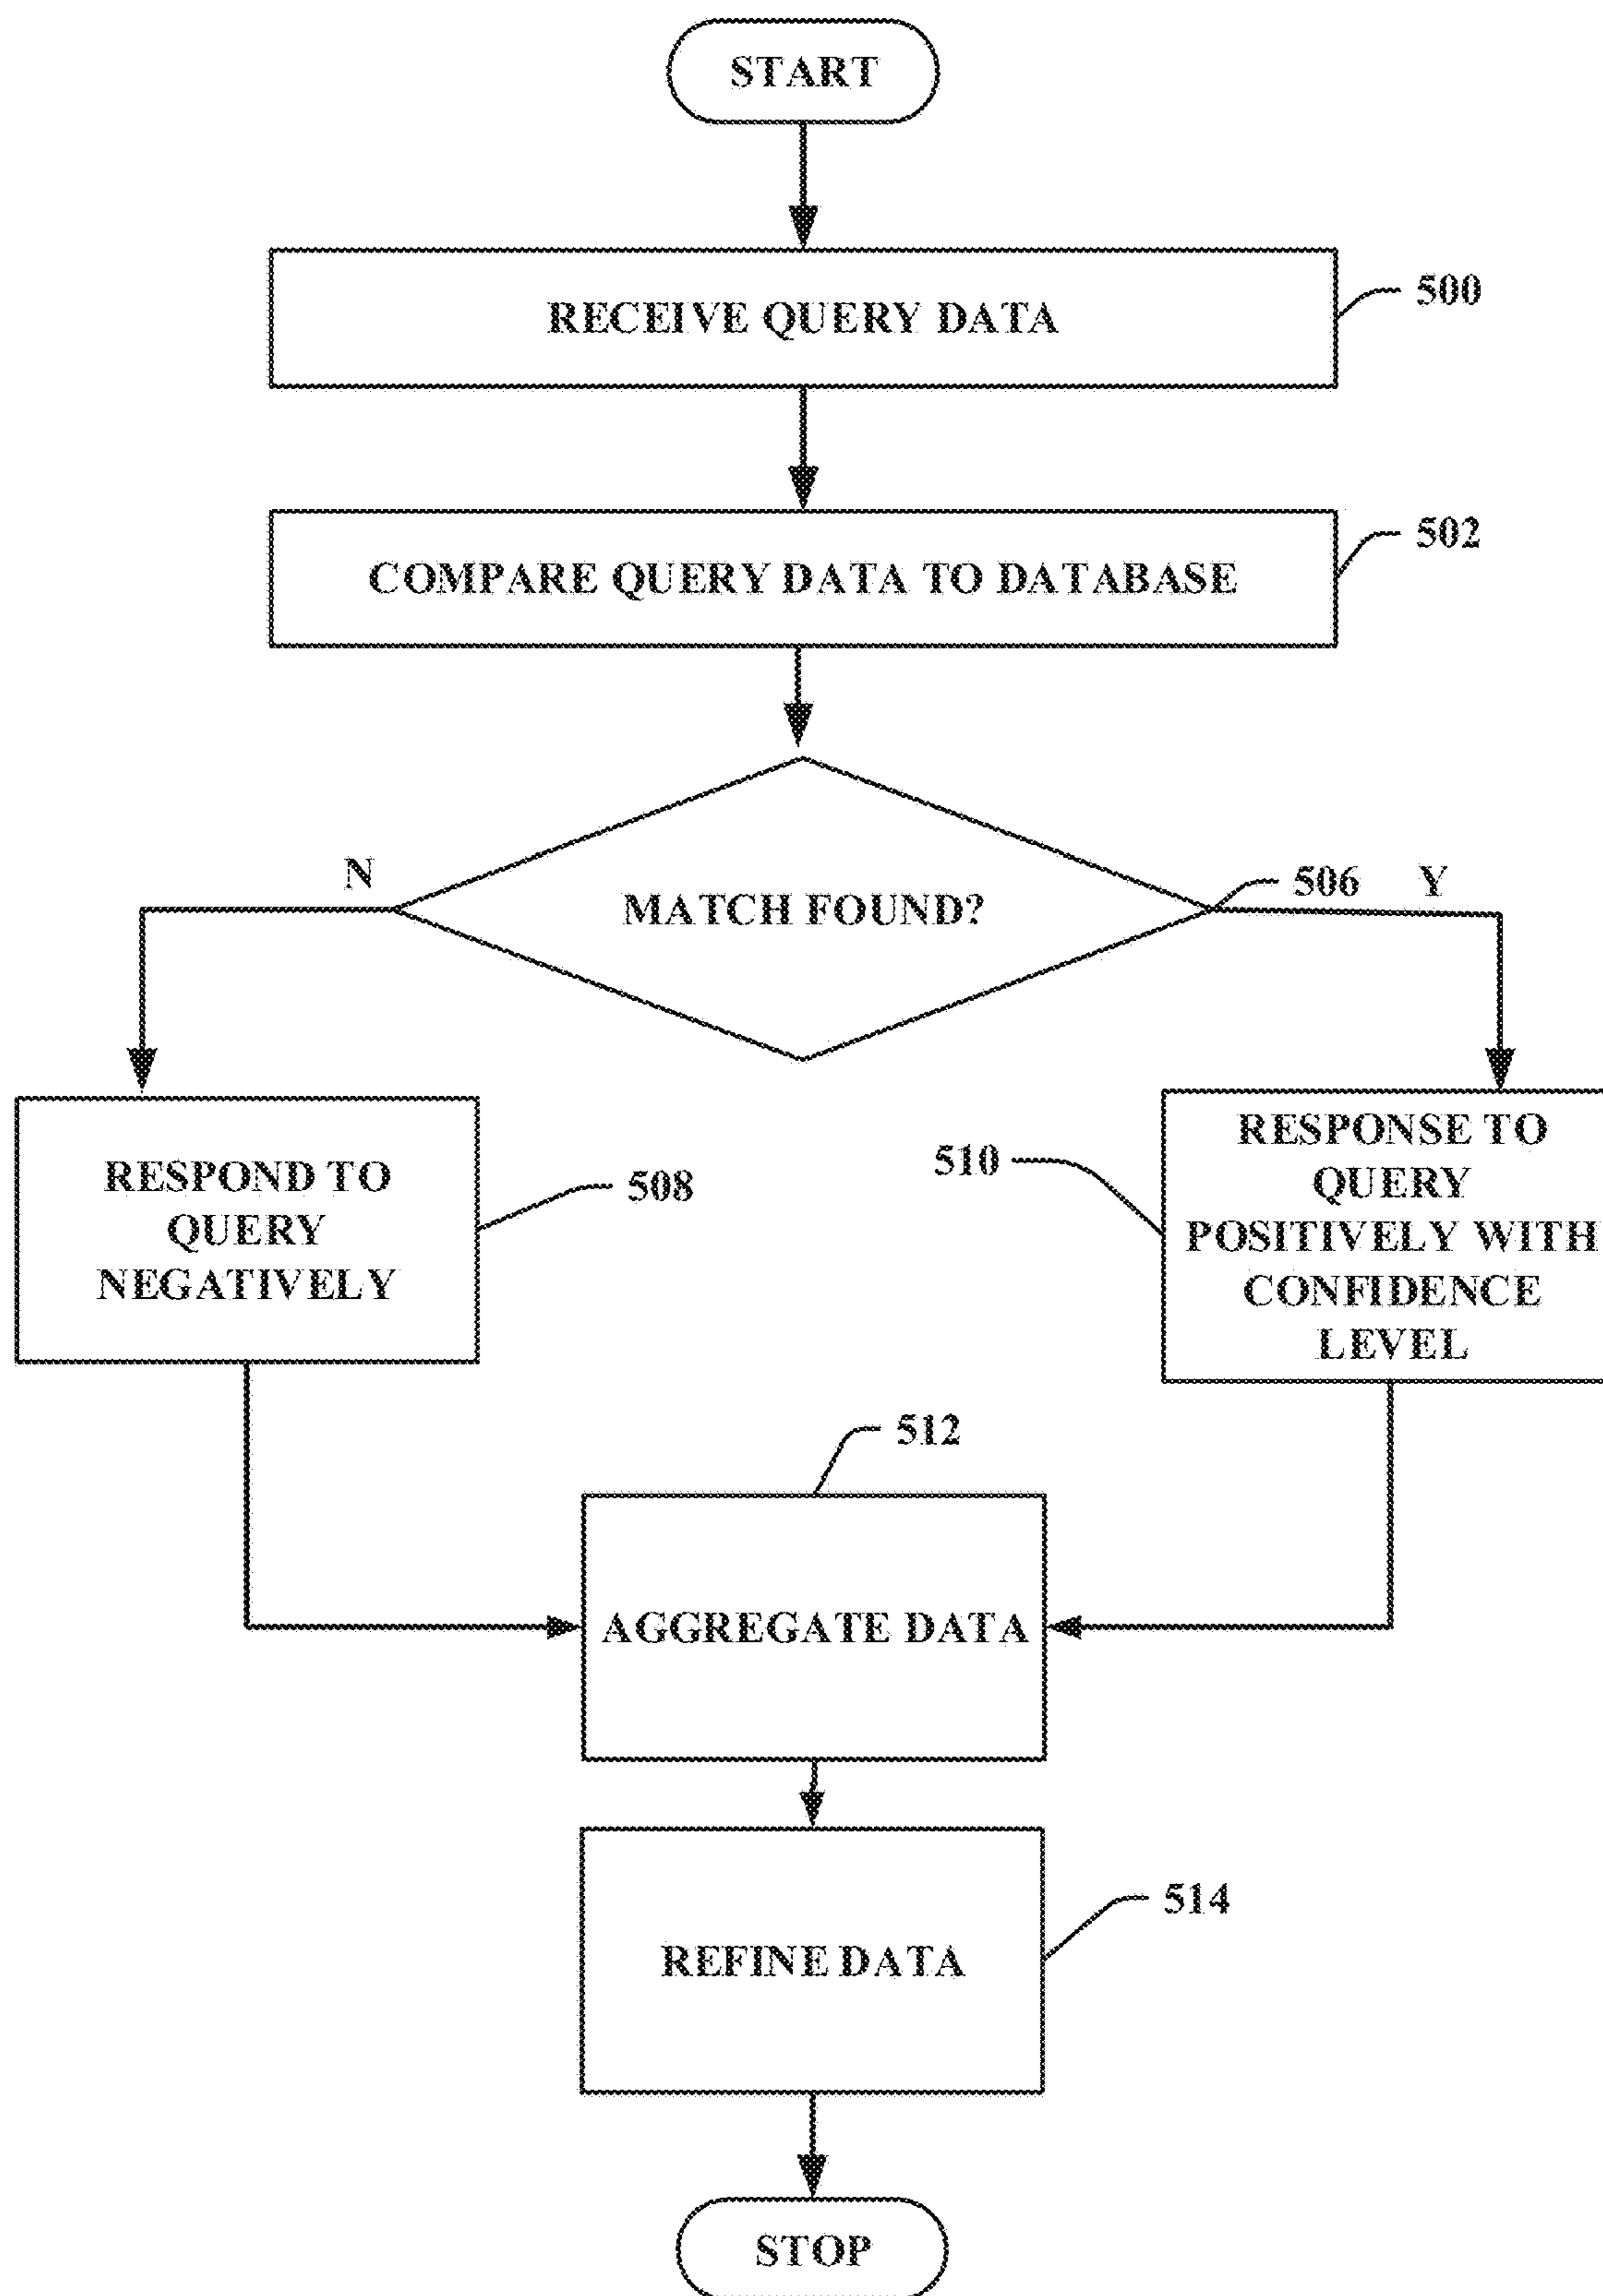 START
RECEIVE QUERY DATA
500
COMPARE QUERY DATA TO DATABASE
502
N
MATCH FOUND?
506
Y
RESPOND TO
QUERY
NEGATIVELY
508
510
RESPONSE TO
QUERY
POSITIVELY WITH
CONFIDENCE
LEVEL
512
AGGREGATE DATA
REFINE DATA
514
STOP